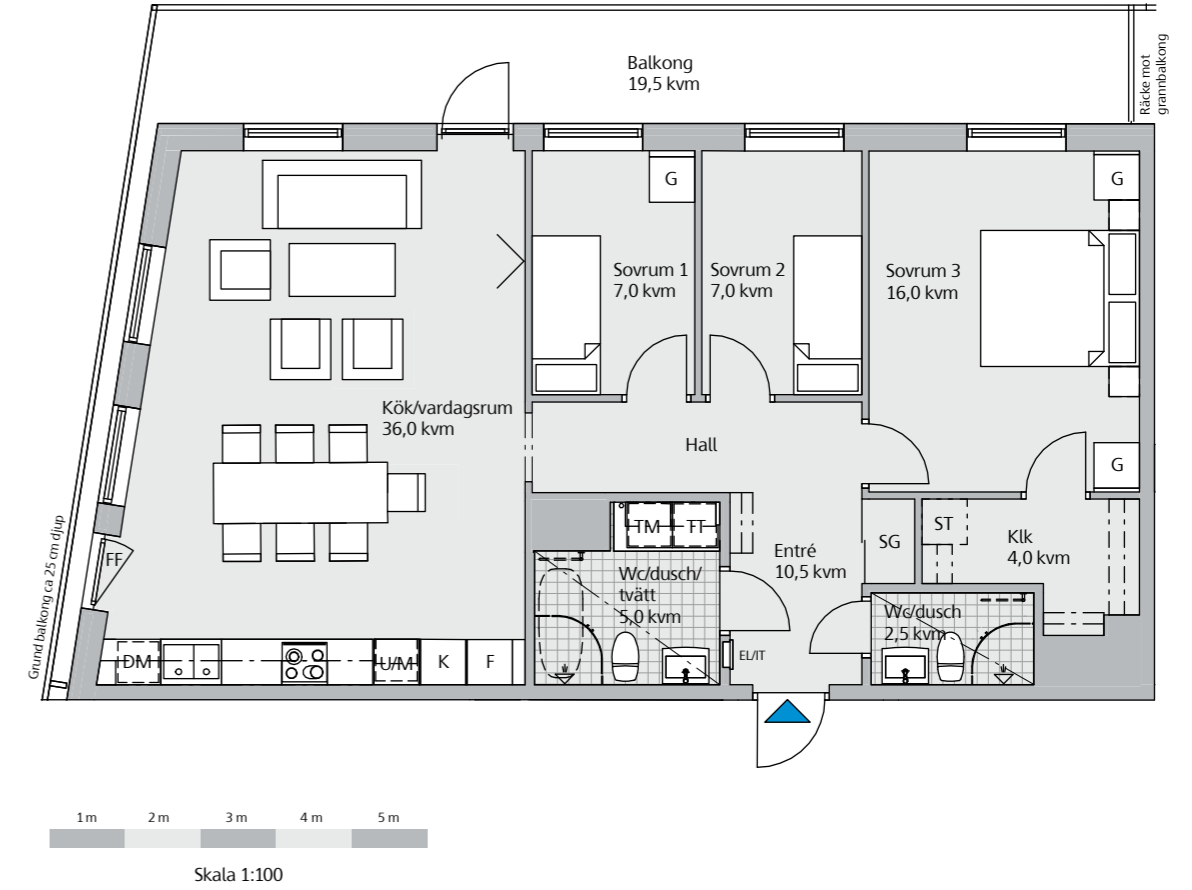 Balkong
19,5 kvm
Räcke mot
grannbalkong
G
G
Sovrum 1
7,0 kvm
Sovrum 2
7,0 kvm
Sovrum 3
16,0 kvm
Kök/vardagsrum
36,0 kvm
Hall
G
TM
TT
ST
SG
Klk
4,0 kvm
Entré
10,5 kvm
FF
Grund balkong ca 25 cm djup
Wc/dusch/
tvätt
5,0 kvm
Wc/dusch
2,5 kvm
DM
U/M
K
F
EL/IT
1 m
2 m
3 m
4 m
5 m
Skala 1:100